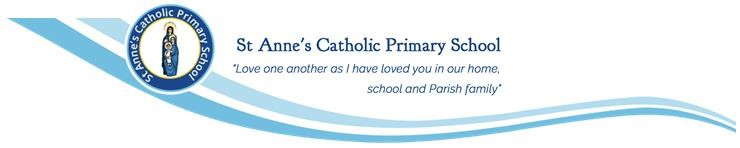 St Anne's Catholic Primary School
St Anne's Catholic Primary School
"Love one another as I have loved you in our home,
school and Parish family"